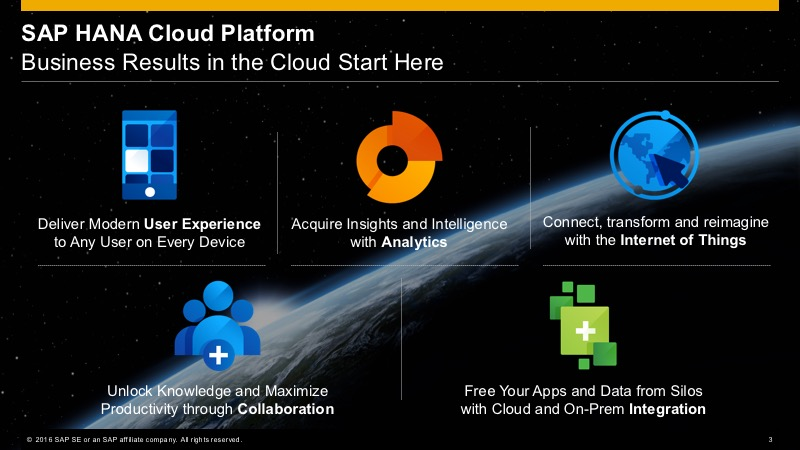 SAP HANA Cloud Platform
Business Results in the Cloud Start Here
Deliver Modern User Experience
to Any User on Every Device
Acquire Insights and Intelligence
with Analytics
Connect, transform and reimagine
with the Internet of Things
Unlock Knowledge and Maximize
Productivity through Collaboration
Free Your Apps and Data from Silos
with Cloud and On-Prem Integration
© 2016 SAP SE or an SAP affiliate company. All rights reserved.
3